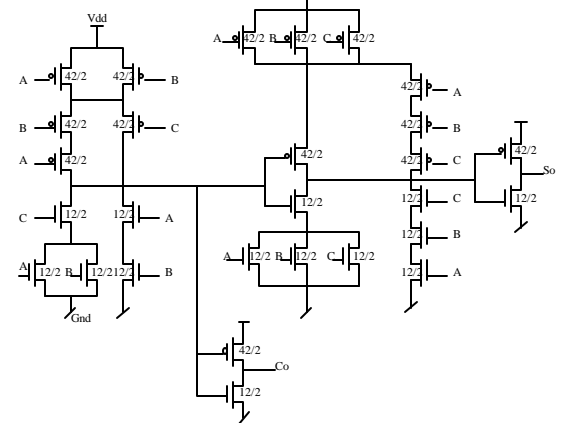 Vdd
A 42/2 B 42/2 C 42/2
A 42/2 42/2 B
42/2 A
B 42/2 42/2 C
42/2 B
A 42/2 42/2 42/2 C 42/2
So
C 12/2 12/2 A 12/2 12/2 C 12/2
12/2 B
A 12/2 B 12/2 12/2 B
A 12/2 B 12/2 C 12/2
12/2 A
Gnd
42/2
Co
12/2